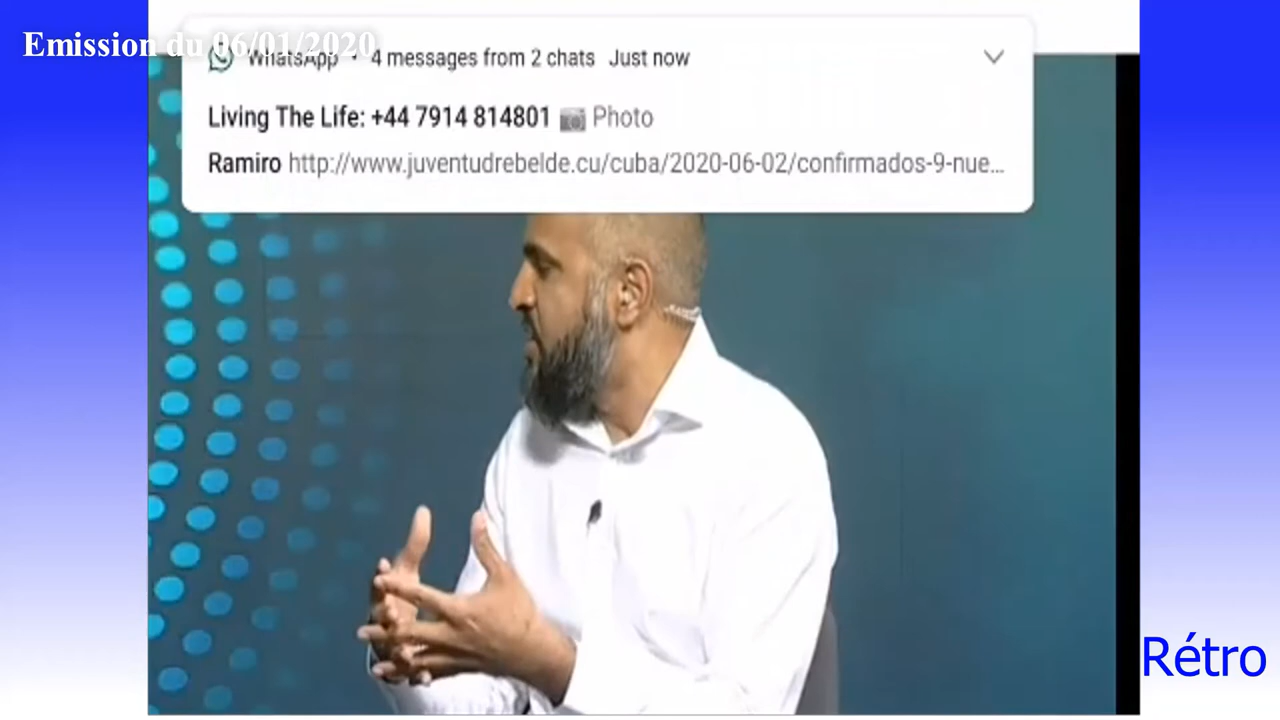 Emission du 06/01/2020
WhatsApp • 4 messages from 2 chats Just now
Living The Life: +44 7914 814801 📷 Photo
Ramiro http://www.juventudrebelde.cu/cuba/2020-06-02/confirmados-9-nue...
Rétro